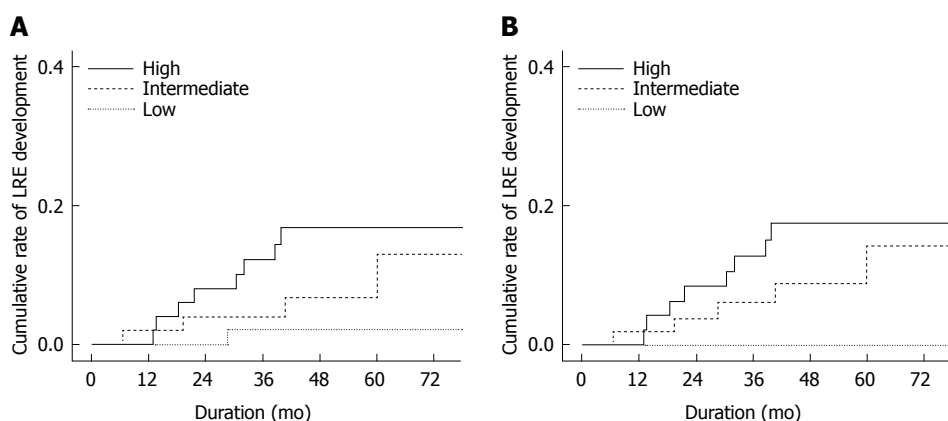 A
Cumulative rate of LRE development
0.4
0.2
0.0
High
Intermediate
Low
0 12 24 36 48 60 72
Duration (mo)
B
Cumulative rate of LRE development
0.4
0.2
0.0
High
Intermediate
Low
0 12 24 36 48 60 72
Duration (mo)